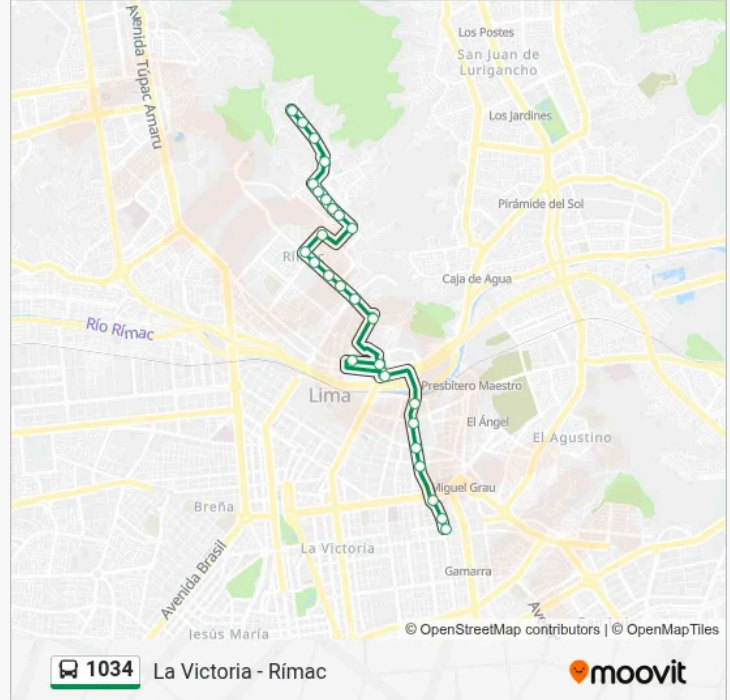 Avenida Túpac Amaru
Los Postes
San Juan de
Lurigancho
Los Jardines
Pirámide del Sol
Caja de Agua
Río Rímac
Lima
Presbítero Maestro
El Ángel
El Agustino
Miguel Grau
Breña
La Victoria
Gamarra
Avenida Brasil
Jesús María
© OpenStreetMap contributors | © OpenMapTiles
1034 La Victoria - Rímac
moovit